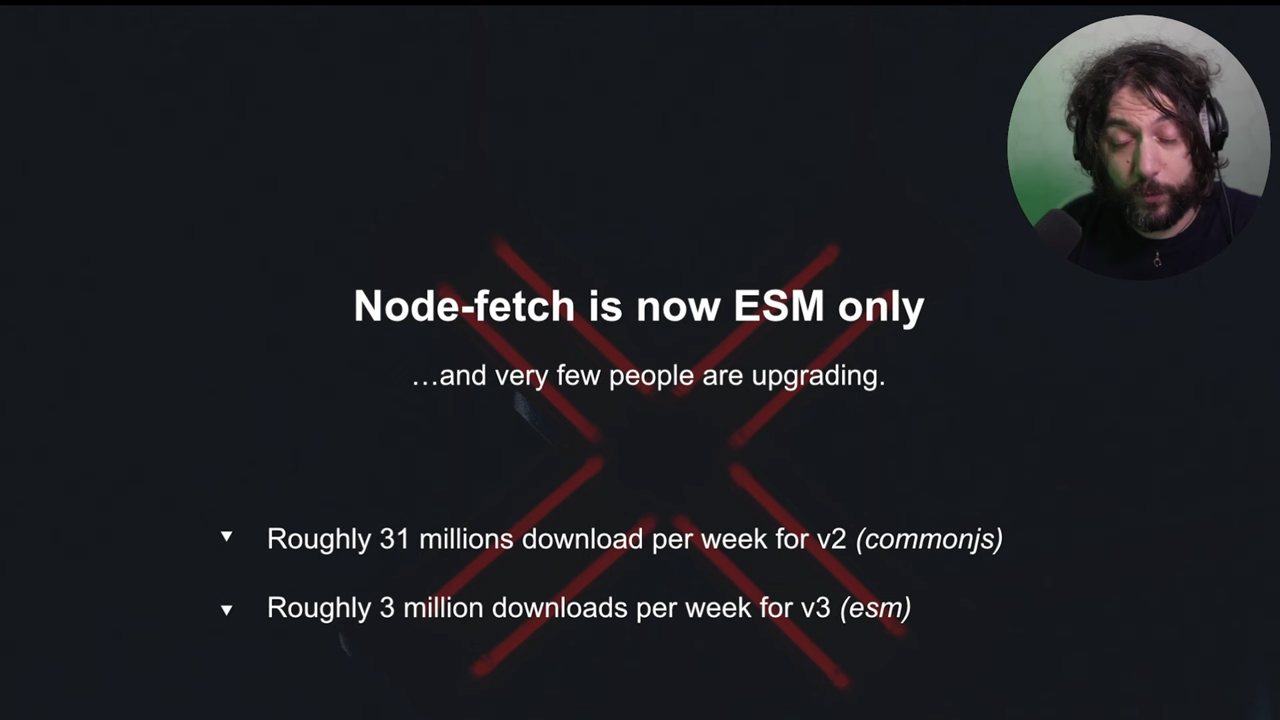 Node-fetch is now ESM only
…and very few people are upgrading.
Roughly 31 millions download per week for v2 (commonjs)
Roughly 3 million downloads per week for v3 (esm)